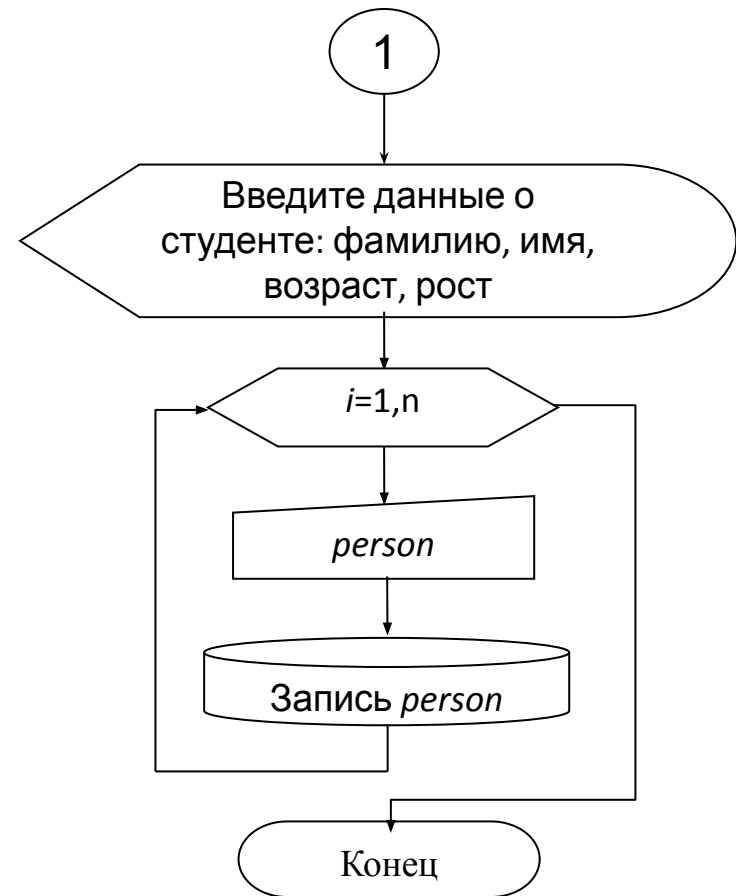 1
Введите данные о
студенте: фамилию, имя,
возраст, рост
i=1,n
person
Запись person
Конец